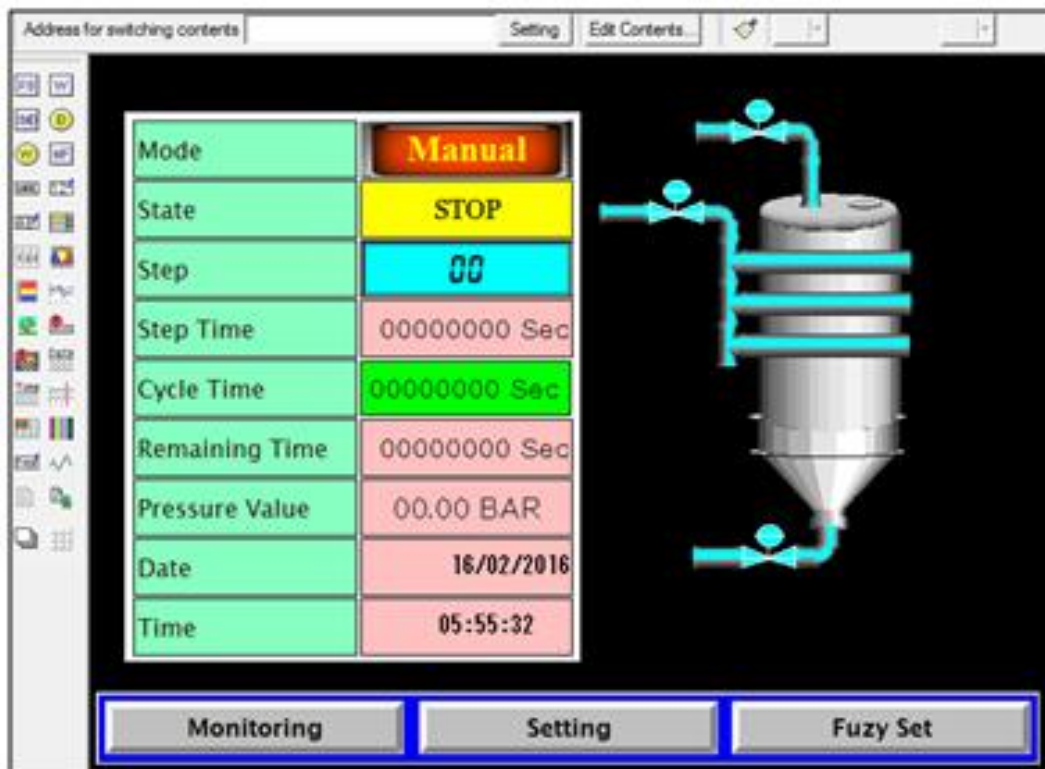 Address for switching contents Setting Edit Contents...
Mode Manual
State STOP
Step 00
Step Time 00000000 Sec
Cycle Time 00000000 Sec
Remaining Time 00000000 Sec
Pressure Value 00.00 BAR
Date 16/02/2016
Time 05:55:32
Monitoring Setting Fuzy Set